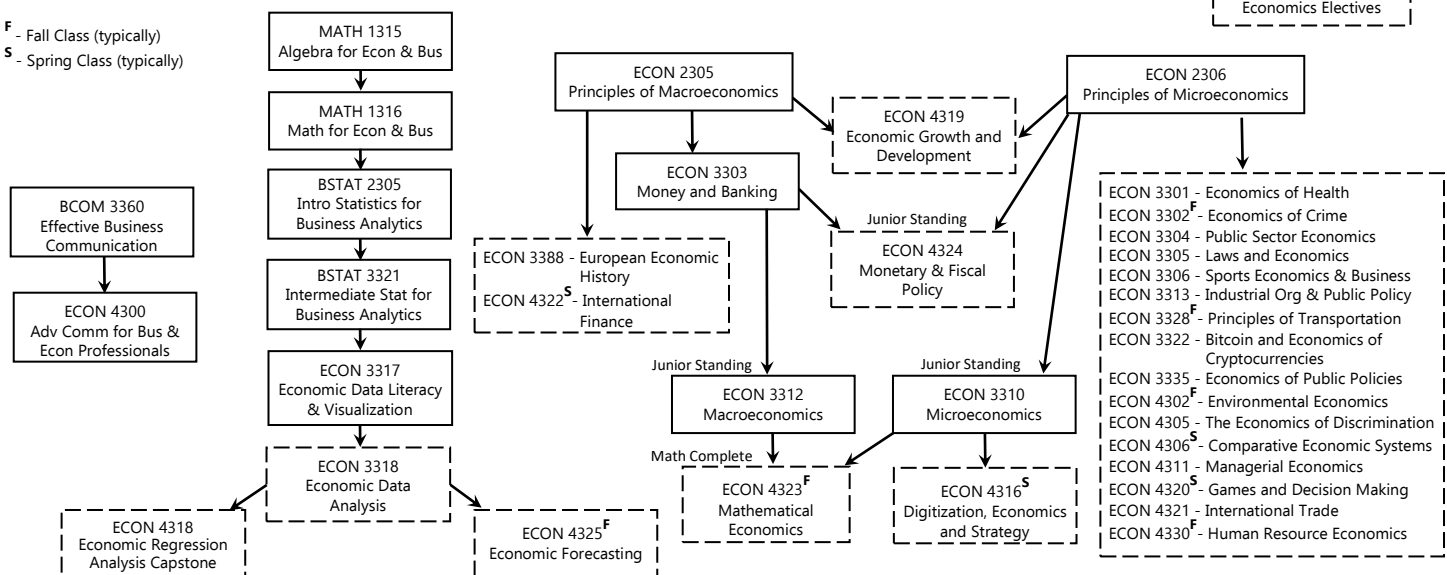 Economics Electives
F - Fall Class (typically)
S - Spring Class (typically)
MATH 1315
Algebra for Econ & Bus
MATH 1316
Math for Econ & Bus
BSTAT 2305
Intro Statistics for
Business Analytics
BSTAT 3321
Intermediate Stat for
Business Analytics
ECON 3317
Economic Data Literacy
& Visualization
ECON 3318
Economic Data
Analysis
ECON 4318
Economic Regression
Analysis Capstone
ECON 4325F
Economic Forecasting
BCOM 3360
Effective Business
Communication
ECON 4300
Adv Comm for Bus &
Econ Professionals
ECON 2305
Principles of Macroeconomics
ECON 2306
Principles of Microeconomics
ECON 4319
Economic Growth and
Development
ECON 3303
Money and Banking
Junior Standing
ECON 4324
Monetary & Fiscal
Policy
ECON 3388 - European Economic
History
ECON 4322S - International
Finance
Junior Standing
ECON 3312
Macroeconomics
Junior Standing
ECON 3310
Microeconomics
Math Complete
ECON 4323F
Mathematical
Economics
ECON 4316S
Digitization, Economics
and Strategy
ECON 3301 - Economics of Health
ECON 3302F - Economics of Crime
ECON 3304 - Public Sector Economics
ECON 3305 - Laws and Economics
ECON 3306 - Sports Economics & Business
ECON 3313 - Industrial Org & Public Policy
ECON 3328F - Principles of Transportation
ECON 3322 - Bitcoin and Economics of
Cryptocurrencies
ECON 3335 - Economics of Public Policies
ECON 4302F - Environmental Economics
ECON 4305 - The Economics of Discrimination
ECON 4306S - Comparative Economic Systems
ECON 4311 - Managerial Economics
ECON 4320S - Games and Decision Making
ECON 4321 - International Trade
ECON 4330F - Human Resource Economics